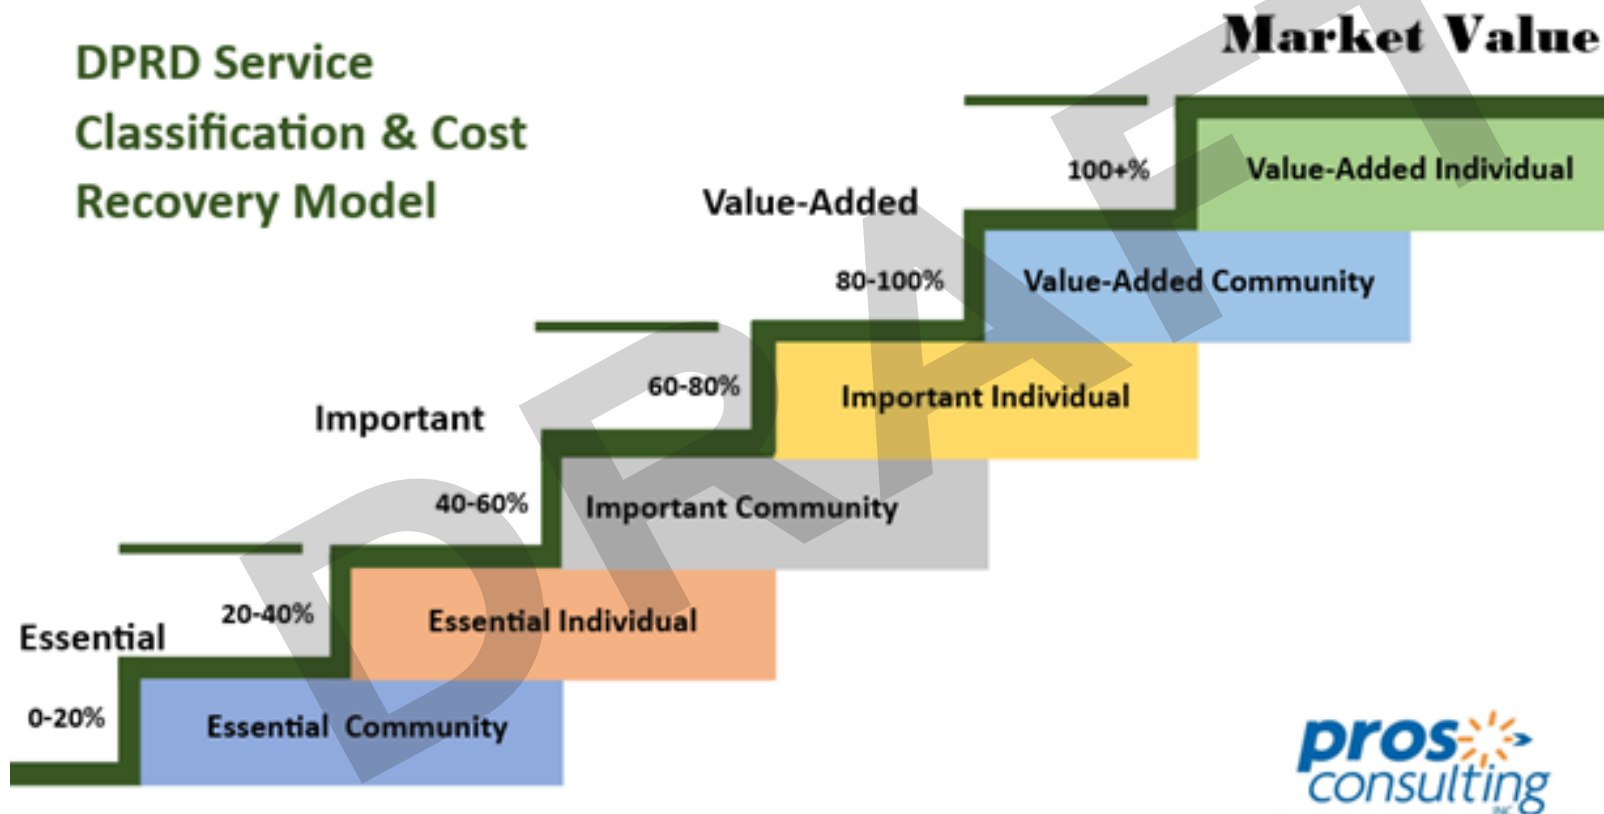 DPRD Service
Classification & Cost
Recovery Model
Market Value
100+%
Value-Added Individual
Value-Added
80-100%
Value-Added Community
60-80%
Important Individual
Important
40-60%
Important Community
20-40%
Essential Individual
Essential
0-20%
Essential Community
DRAFT
pros
consulting
INC